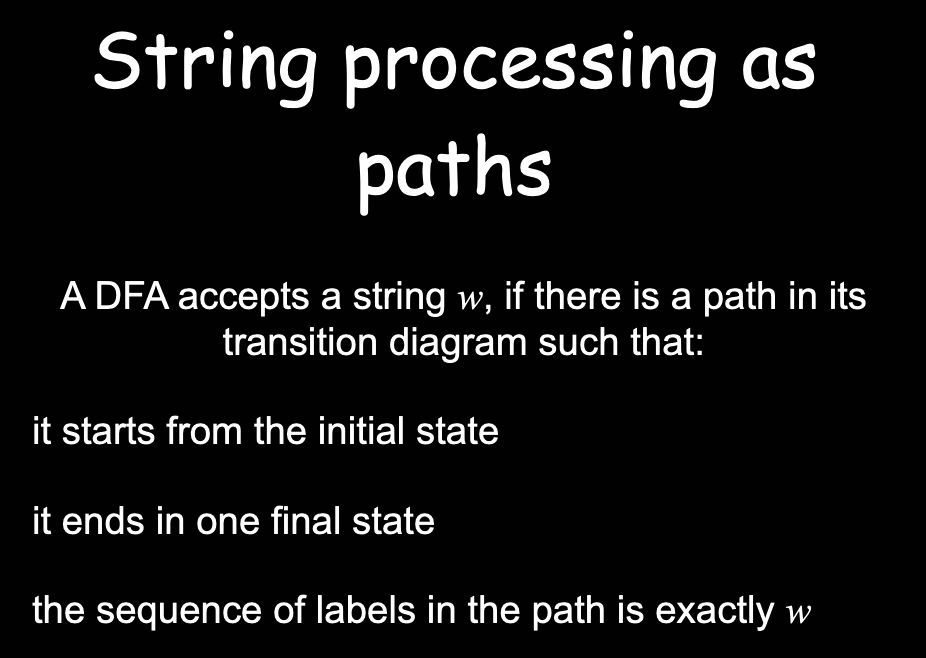 String processing as
paths
A DFA accepts a string w, if there is a path in its
transition diagram such that:
it starts from the initial state
it ends in one final state
the sequence of labels in the path is exactly w